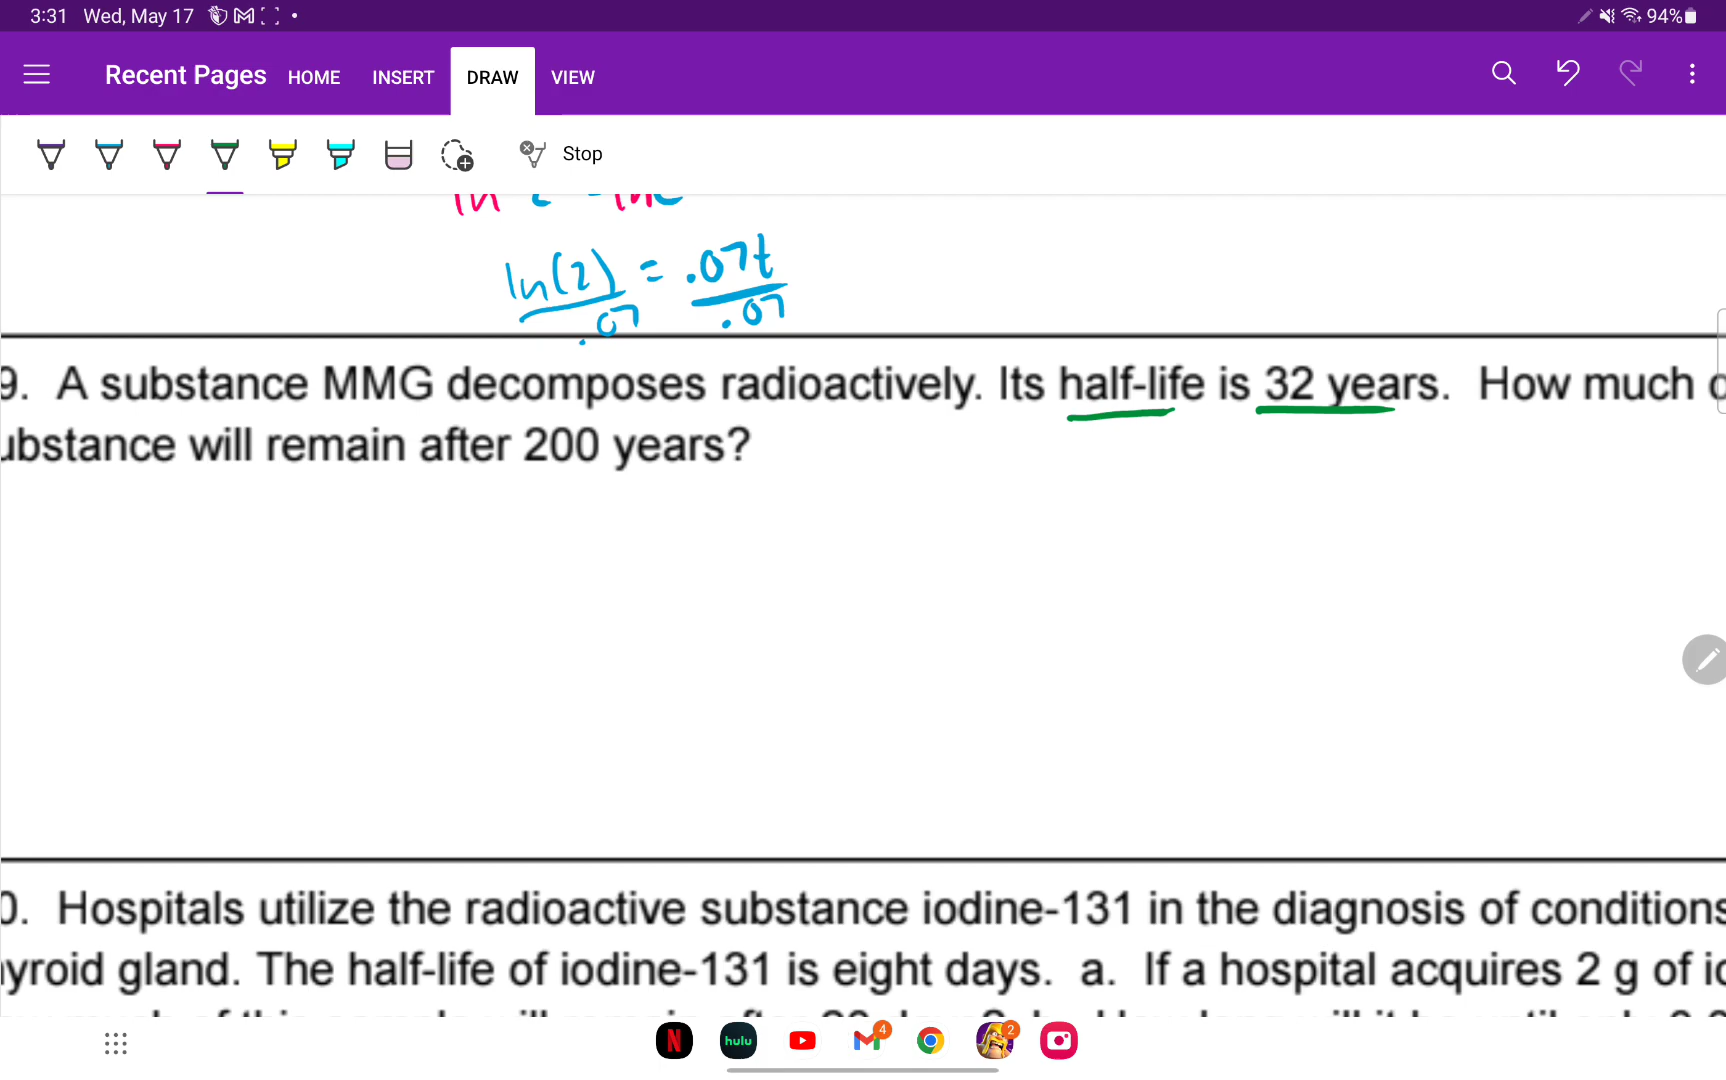 3:31 Wed, May 17 94%
Recent Pages HOME INSERT DRAW VIEW
Stop
ln(2) = .07t
.07 .07
9. A substance MMG decomposes radioactively. Its half-life is 32 years. How much
ubstance will remain after 200 years?
0. Hospitals utilize the radioactive substance iodine-131 in the diagnosis of conditions
yroid gland. The half-life of iodine-131 is eight days. a. If a hospital acquires 2 g of
N hulu 4 2